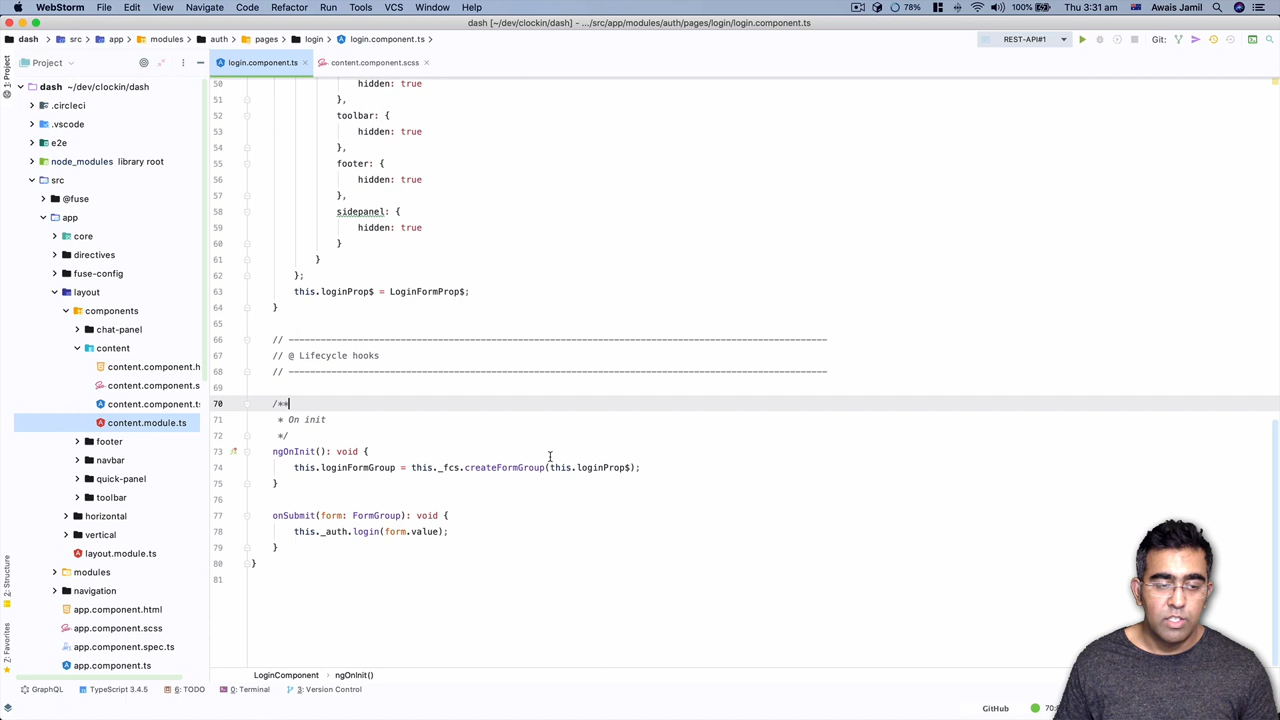 WebStorm File Edit View Navigate Code Refactor Run Tools VCS Window Help 78% (100%) Thu 3:31 am Awais Jamil
dash [~/dev/clockin/dash] - .../src/app/modules/auth/pages/login/login.component.ts
dash src app modules auth pages login login.component.ts REST-API#1 Git:
Project login.component.ts content.component.scss
1: Project
dash ~/dev/clockin/dash
.circleci
.vscode
e2e
node_modules library root
src
@fuse
app
core
directives
fuse-config
layout
components
chat-panel
content
content.component.h
content.component.s
content.component.ts
content.module.ts
footer
navbar
quick-panel
toolbar
horizontal
vertical
layout.module.ts
modules
navigation
app.component.html
app.component.scss
app.component.spec.ts
app.component.ts
2: Structure
2: Favorites
50 hidden: true
51 },
52 toolbar: {
53 hidden: true
54 },
55 footer: {
56 hidden: true
57 },
58 sidepanel: {
59 hidden: true
60 }
61 }
62 };
63 this.loginProp$ = LoginFormProp$;
64 }
65
66 // -----------------------------------------------------------------------------------------------------
67 // @ Lifecycle hooks
68 // -----------------------------------------------------------------------------------------------------
69
70 /**
71 * On init
72 */
73 ngOnInit(): void {
74 this.loginFormGroup = this._fcs.createFormGroup(this.loginProp$);
75 }
76
77 onSubmit(form: FormGroup): void {
78 this._auth.login(form.value);
79 }
80 }
81
LoginComponent ngOnInit()
GraphQL TypeScript 3.4.5 6: TODO 0: Terminal 3: Version Control
GitHub